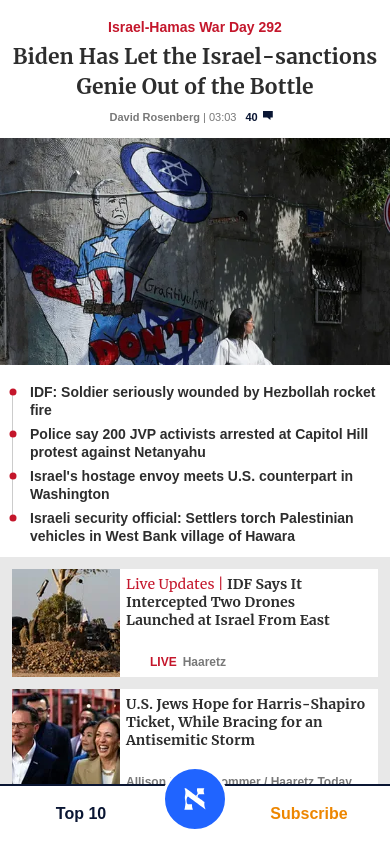 Israel-Hamas War Day 292
Biden Has Let the Israel-sanctions
Genie Out of the Bottle
David Rosenberg | 03:03 40
Grafitiyulismit
DON'T!
IDF: Soldier seriously wounded by Hezbollah rocket
fire
Police say 200 JVP activists arrested at Capitol Hill
protest against Netanyahu
Israel's hostage envoy meets U.S. counterpart in
Washington
Israeli security official: Settlers torch Palestinian
vehicles in West Bank village of Hawara
Live Updates | IDF Says It
Intercepted Two Drones
Launched at Israel From East
LIVE Haaretz
U.S. Jews Hope for Harris-Shapiro
Ticket, While Bracing for an
Antisemitic Storm
Allison ommer / Haaretz Today
Top 10
Subscribe